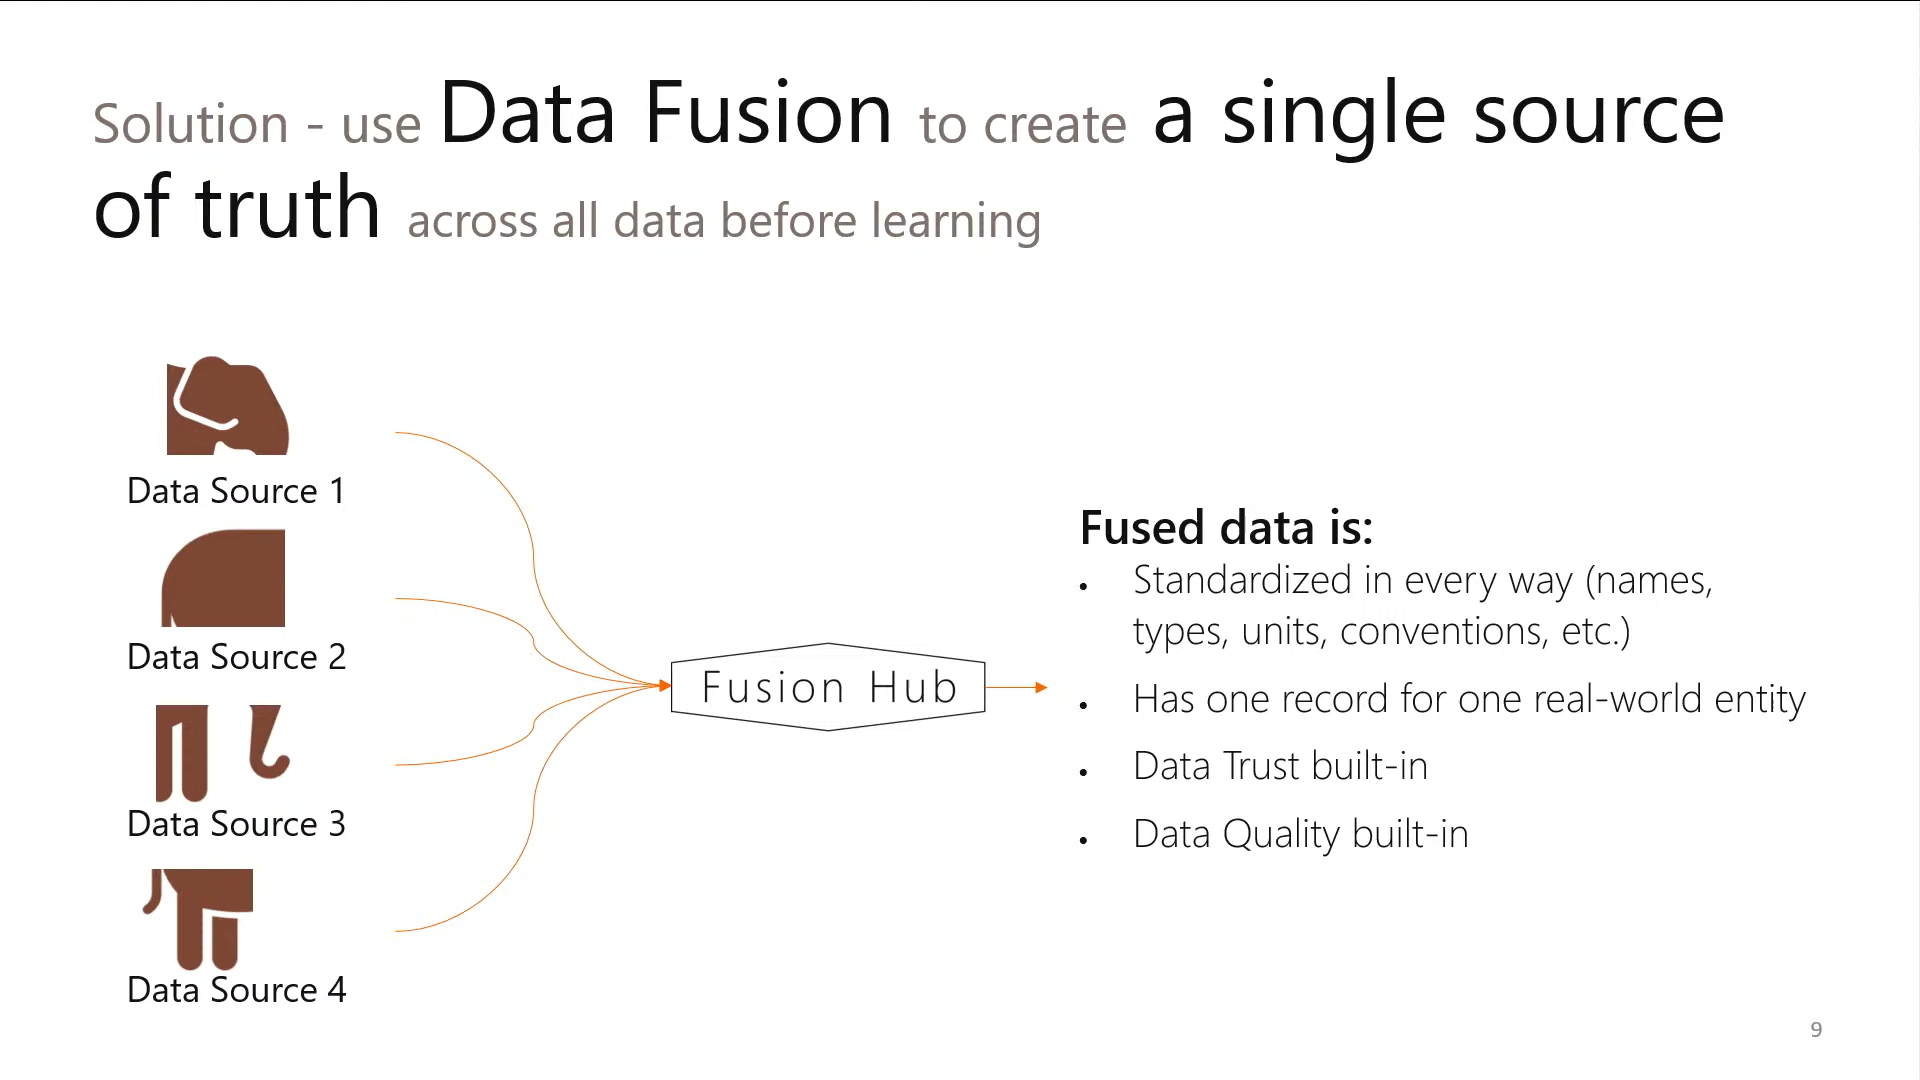 Solution - use Data Fusion to create a single source
of truth across all data before learning
Data Source 1
Data Source 2
Data Source 3
Data Source 4
Fusion Hub
Fused data is:
• Standardized in every way (names,
types, units, conventions, etc.)
• Has one record for one real-world entity
• Data Trust built-in
• Data Quality built-in
9